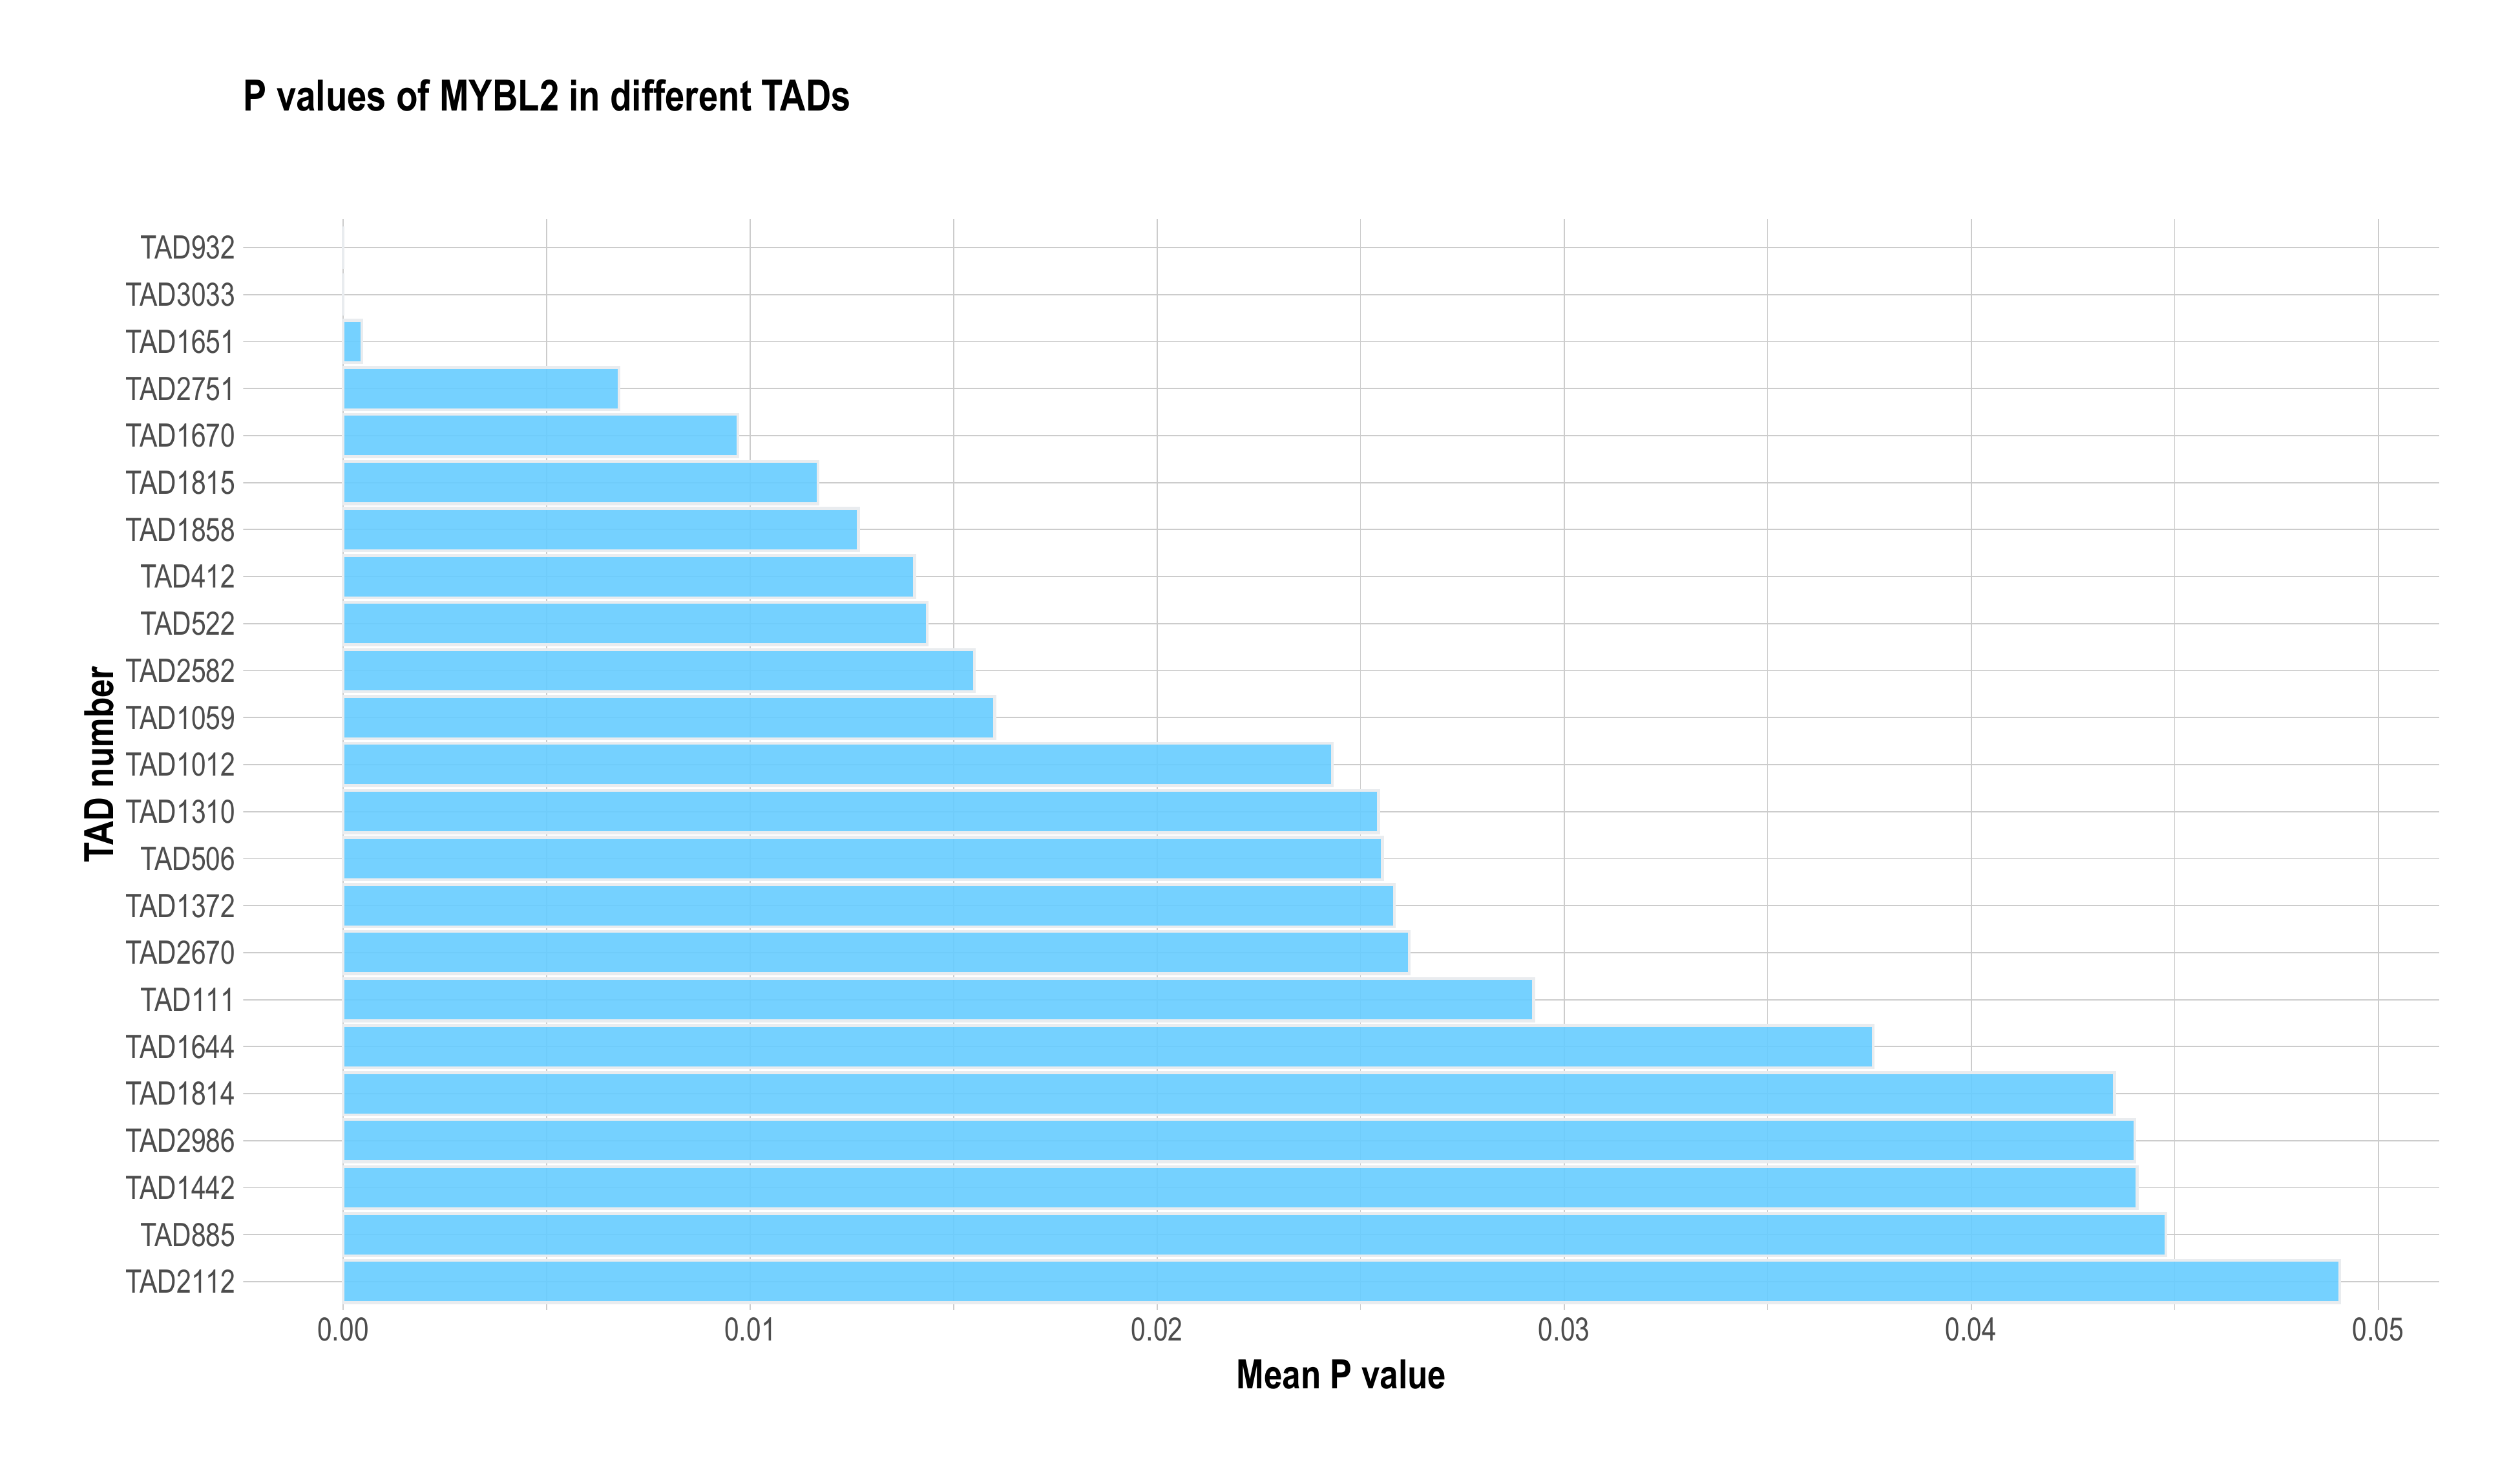 P values of MYBL2 in different TADs
TAD932
TAD3033
TAD1651
TAD2751
TAD1670
TAD1815
TAD1858
TAD412
TAD522
TAD2582
TAD1059
TAD1012
TAD1310
TAD506
TAD1372
TAD2670
TAD111
TAD1644
TAD1814
TAD2986
TAD1442
TAD885
TAD2112
TAD number
0.00 0.01 0.02 0.03 0.04 0.05
Mean P value